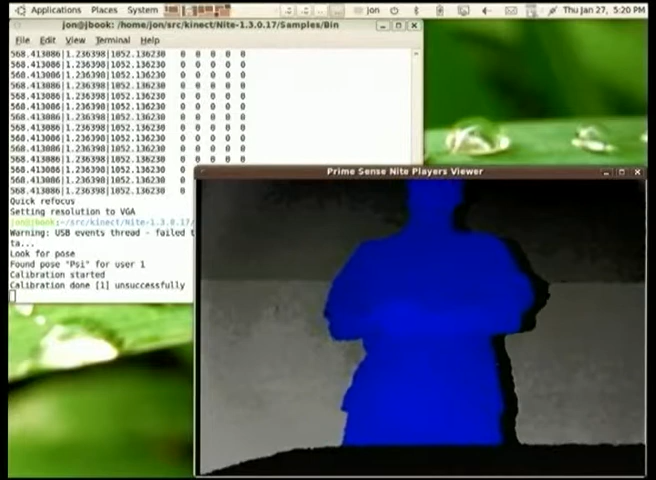 Applications Places System jon Thu Jan 27, 5:20 PM
jon@jbook: /home/jon/src/kinect/Nite-1.3.0.17/Samples/Bin
File Edit View Terminal Help
568.413086|1.236398|1052.136230 0 0 0 0 0
568.413086|1.236398|1052.136230 0 0 0 0 0
568.413086|1.236398|1052.136230 0 0 0 0 0
568.413086|1.236398|1052.136230 0 0 0 0 0
568.413086|1.236398|1052.136230 0 0 0 0 0
568.413086|1.236398|1052.136230 0 0 0 0 0
568.413086|1.236398|1052.136230 0 0 0 0 0
568.413086|1.236398|1052.136230 0 0 0 0 0
568.413086|1.236398|1052.136230 0 0 0 0 0
568.413086|1.236398|1052.136230 0 0 0 0 0
568.413086|1.236398|1052.136230 0 0 0 0 0
568.413086|1.236398|1052.136230 0
568.413086|1.236398|1052.136230 0
568.413086|1.236398|1052.136230 0
Quick refocus
Setting resolution to VGA
jon@jbook:~/src/kinect/Nite-1.3.0.17/
Warning: USB events thread - failed t
ta...
Look for pose
Found pose "Psi" for user 1
Calibration started
Calibration done [1] unsuccessfully
Prime Sense Nite Players Viewer